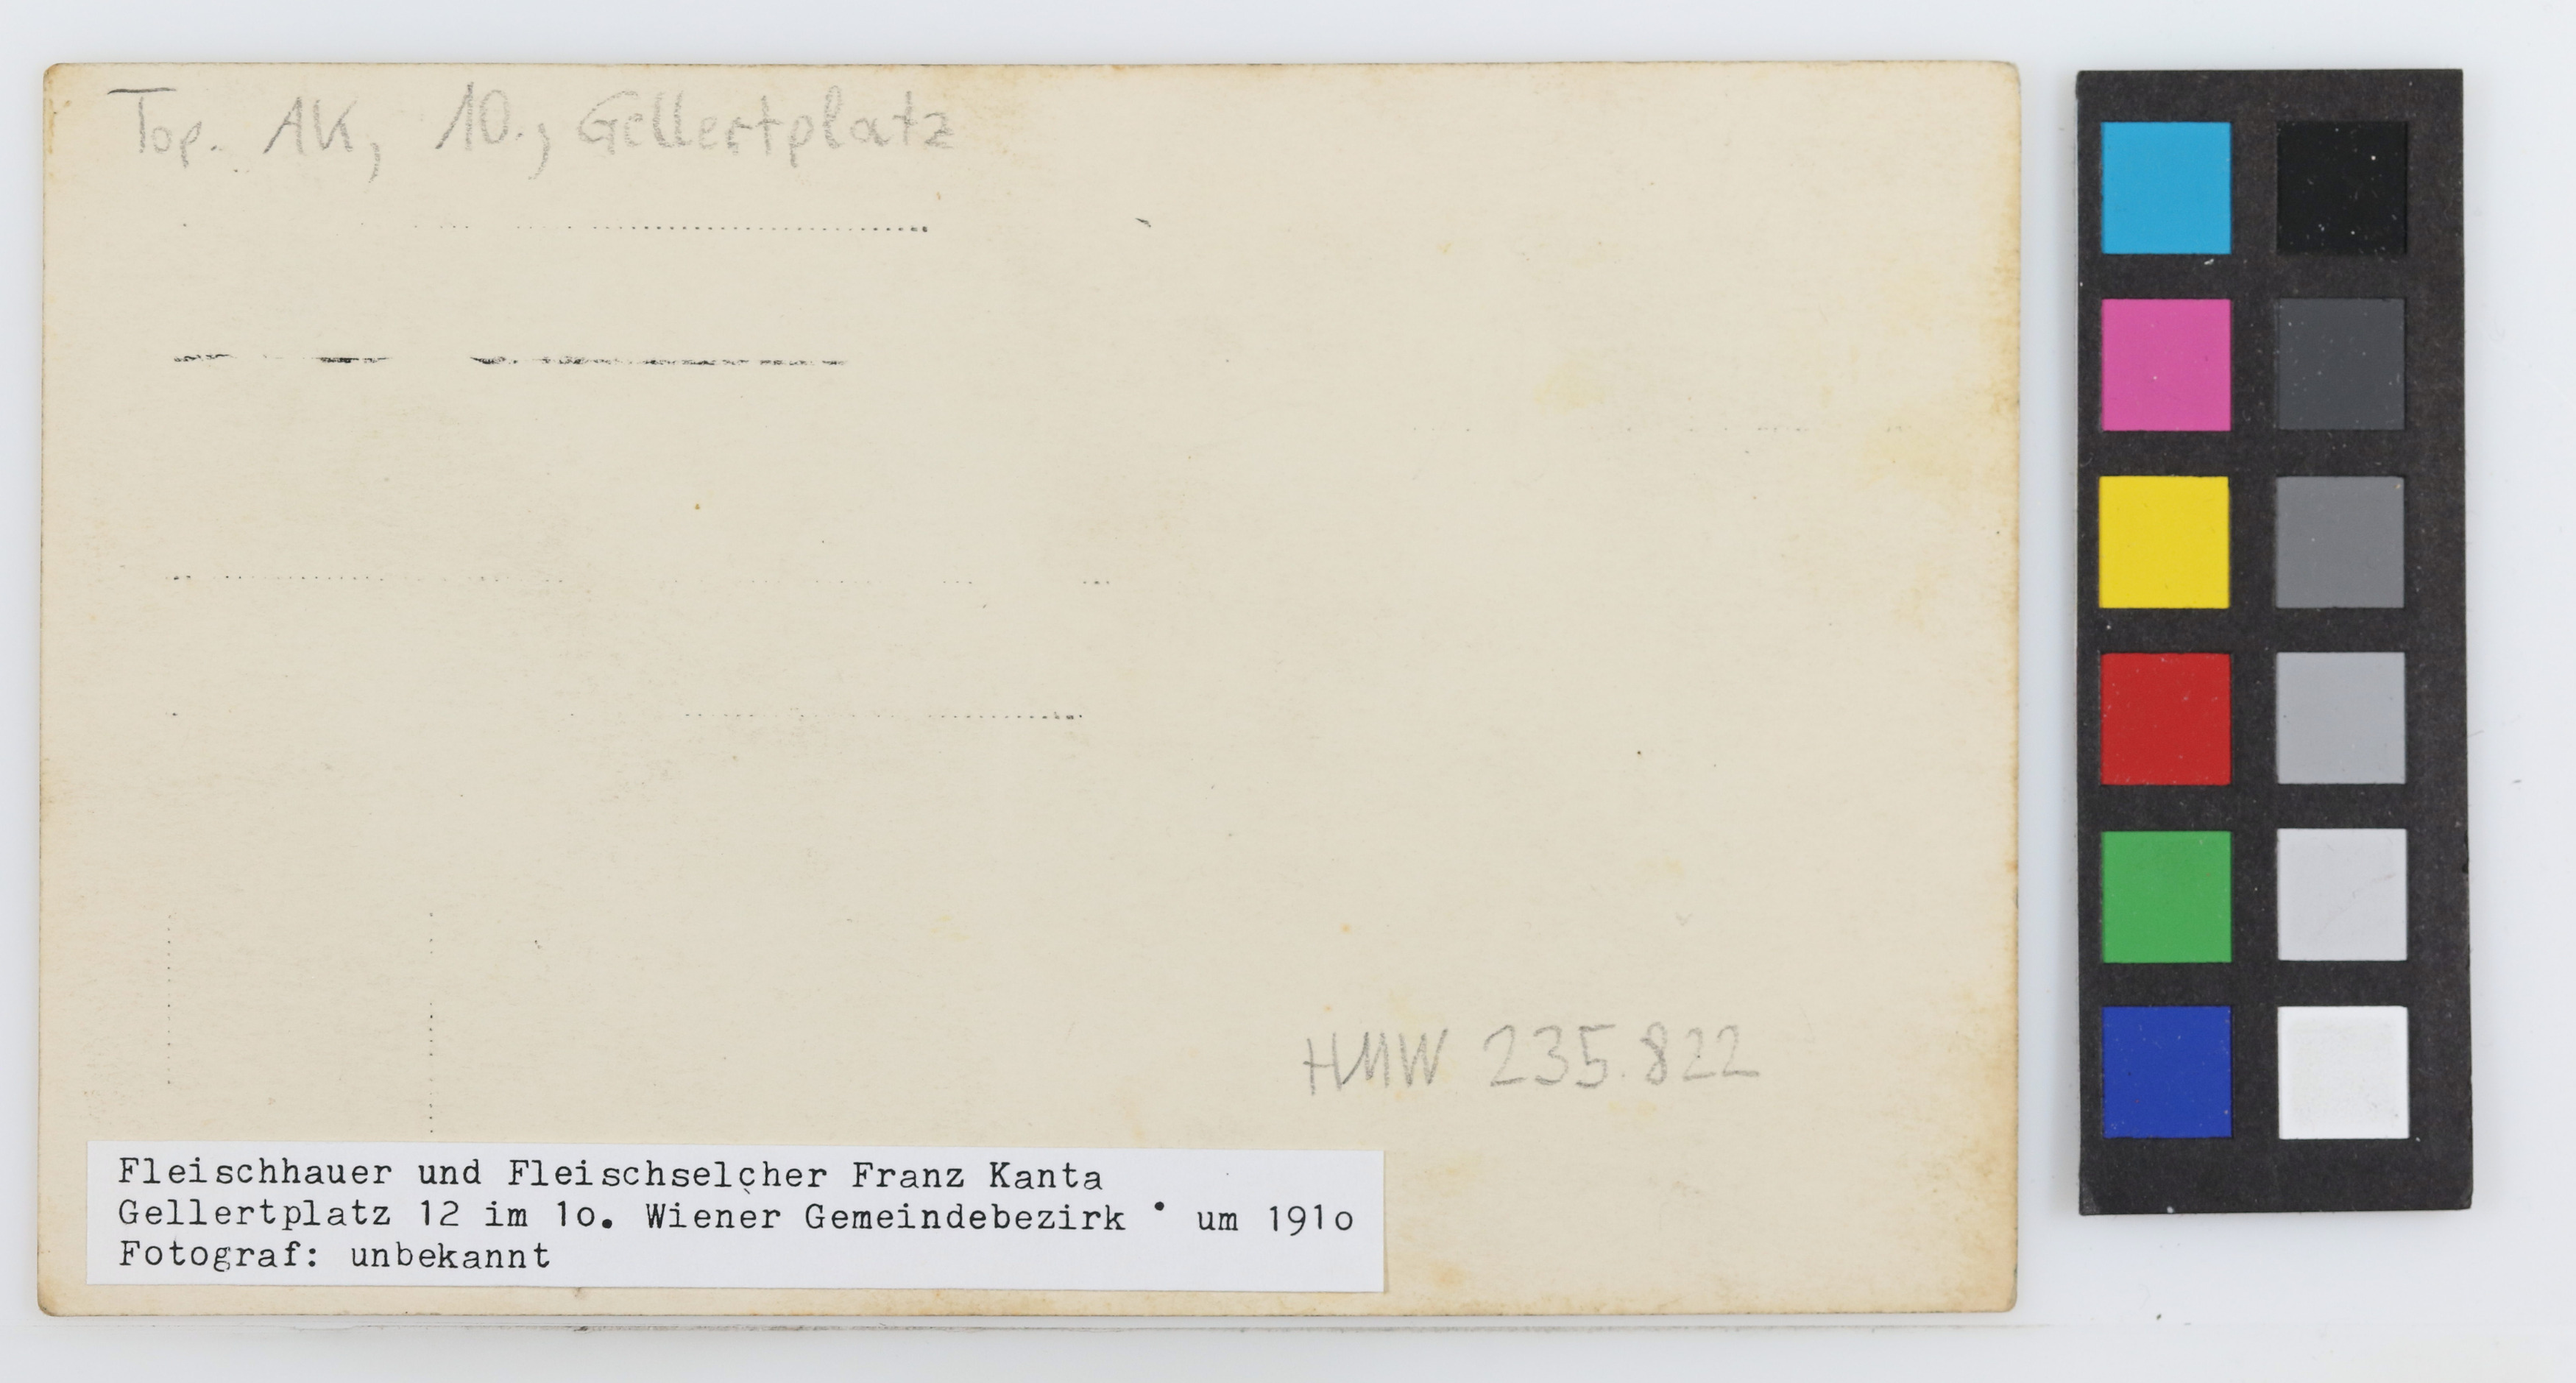 Top. AK, 10., Gellertplatz
HMW 235.822
Fleischhauer und Fleischselcher Franz Kanta
Gellertplatz 12 im 1o. Wiener Gemeindebezirk • um 191o
Fotograf: unbekannt